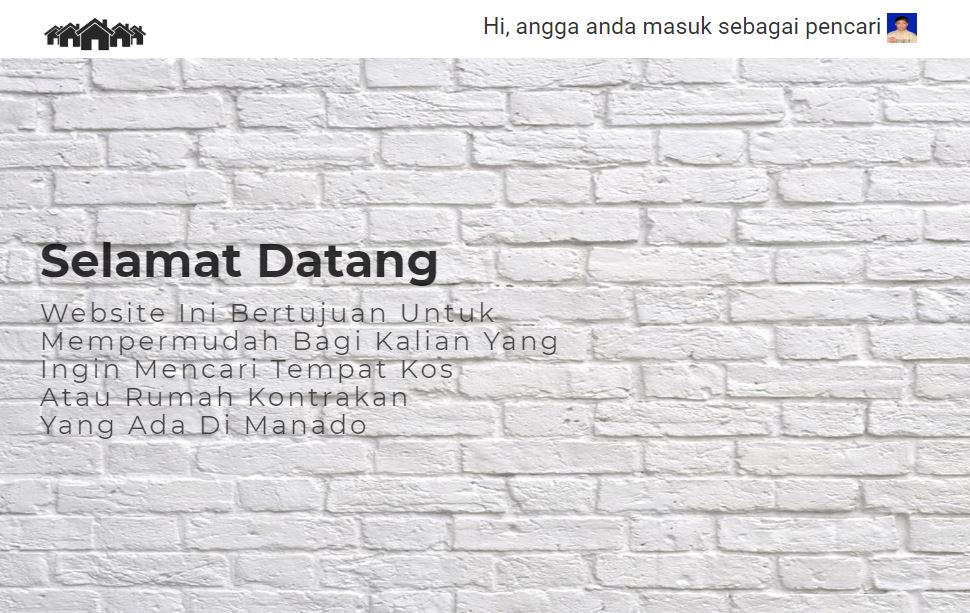 Hi, angga anda masuk sebagai pencari
Selamat Datang
Website Ini Bertujuan Untuk
Mempermudah Bagi Kalian Yang
Ingin Mencari Tempat Kos
Atau Rumah Kontrakan
Yang Ada Di Manado